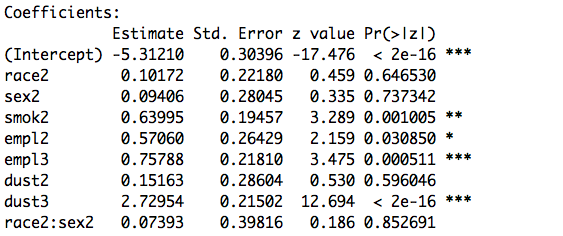 Coefficients:
Estimate Std. Error z value Pr(>|z|)
(Intercept) -5.31210 0.30396 -17.476 < 2e-16 ***
race2 0.10172 0.22180 0.459 0.646530
sex2 0.09406 0.28045 0.335 0.737342
smok2 0.63995 0.19457 3.289 0.001005 **
empl2 0.57060 0.26429 2.159 0.030850 *
empl3 0.75788 0.21810 3.475 0.000511 ***
dust2 0.15163 0.28604 0.530 0.596046
dust3 2.72954 0.21502 12.694 < 2e-16 ***
race2:sex2 0.07393 0.39816 0.186 0.852691